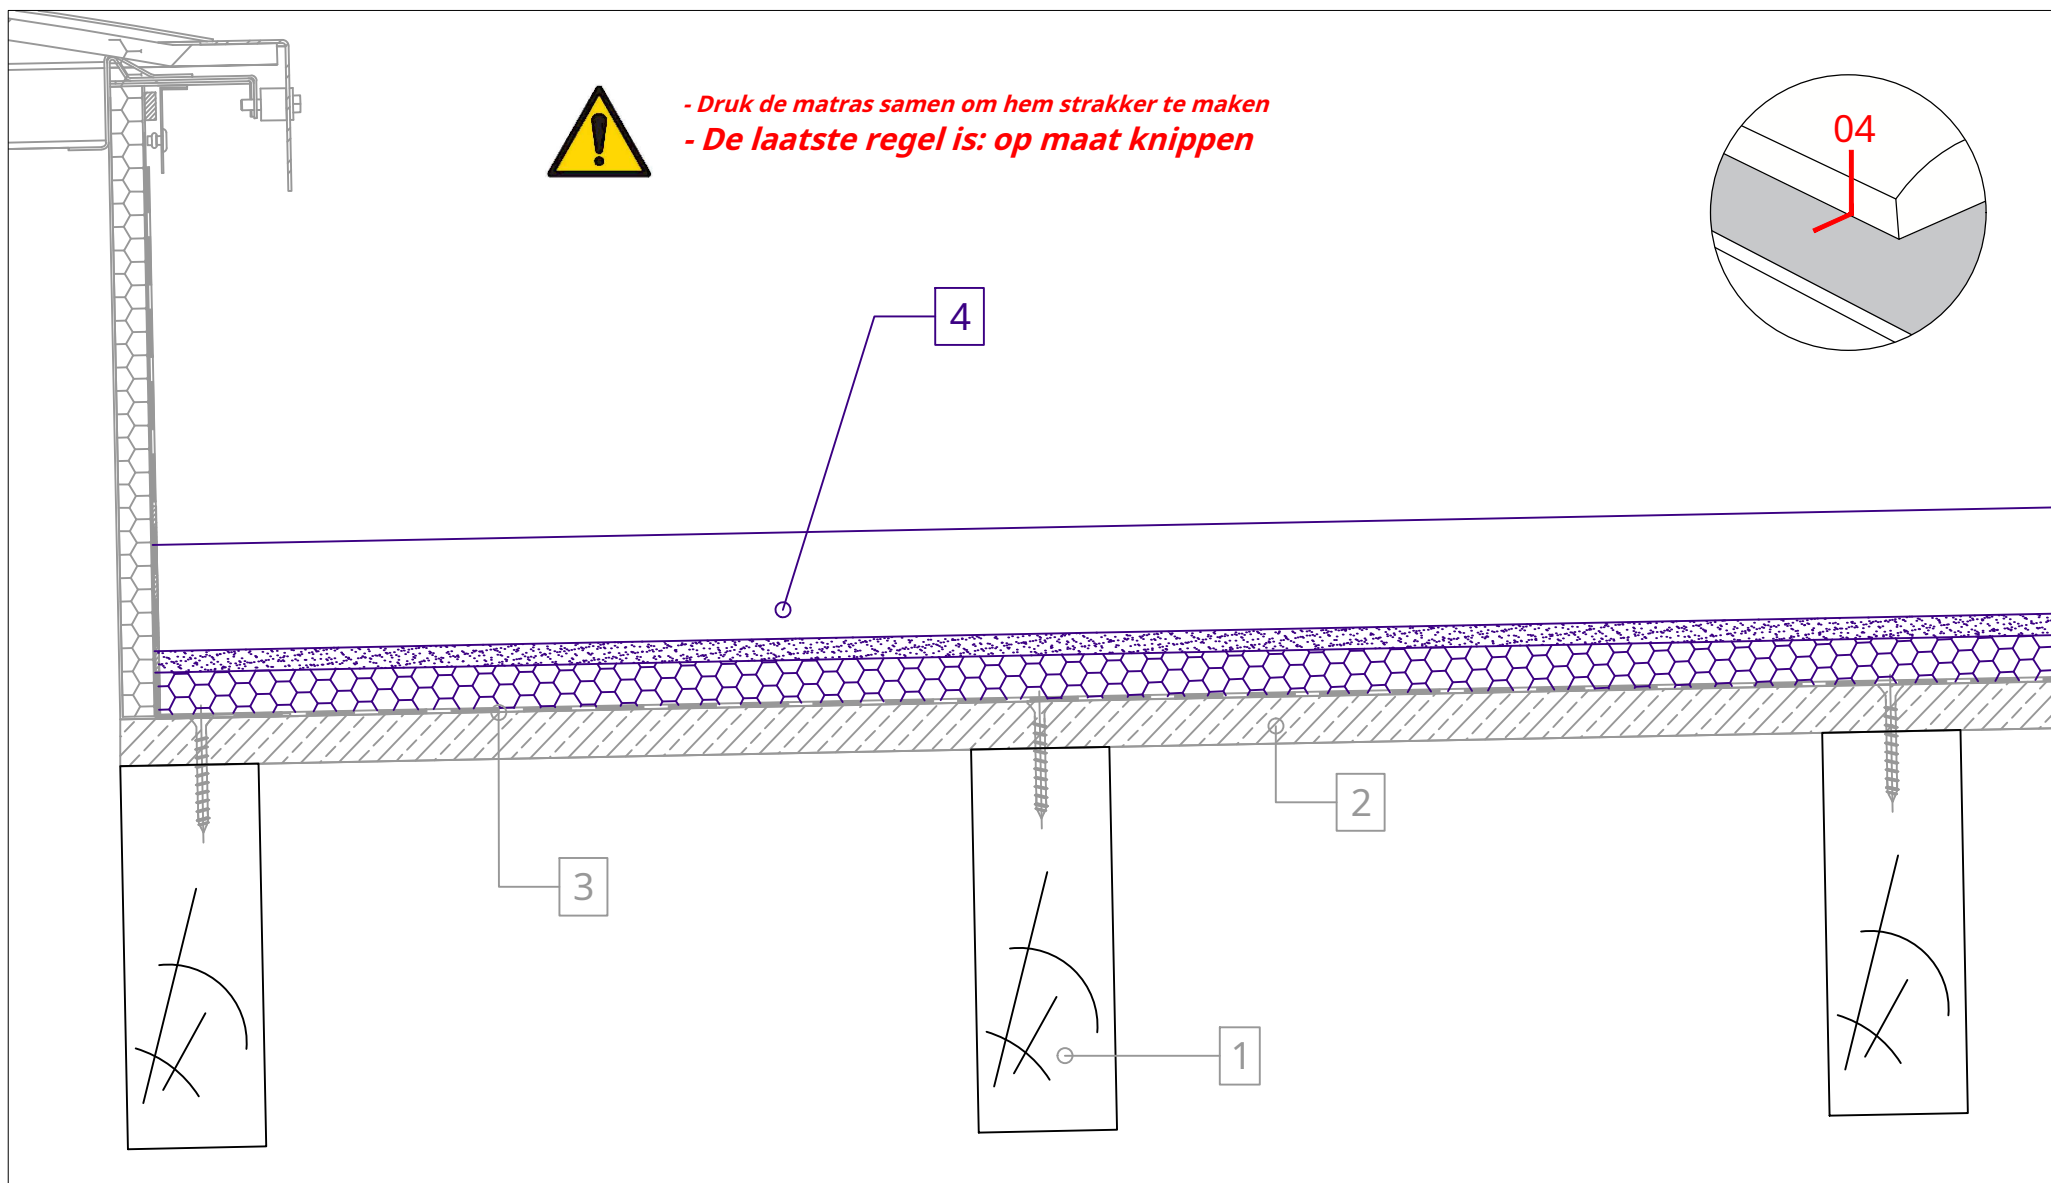 - Druk de matras samen om hem strakker te maken
- De laatste regel is: op maat knippen
04
4
2
3
1